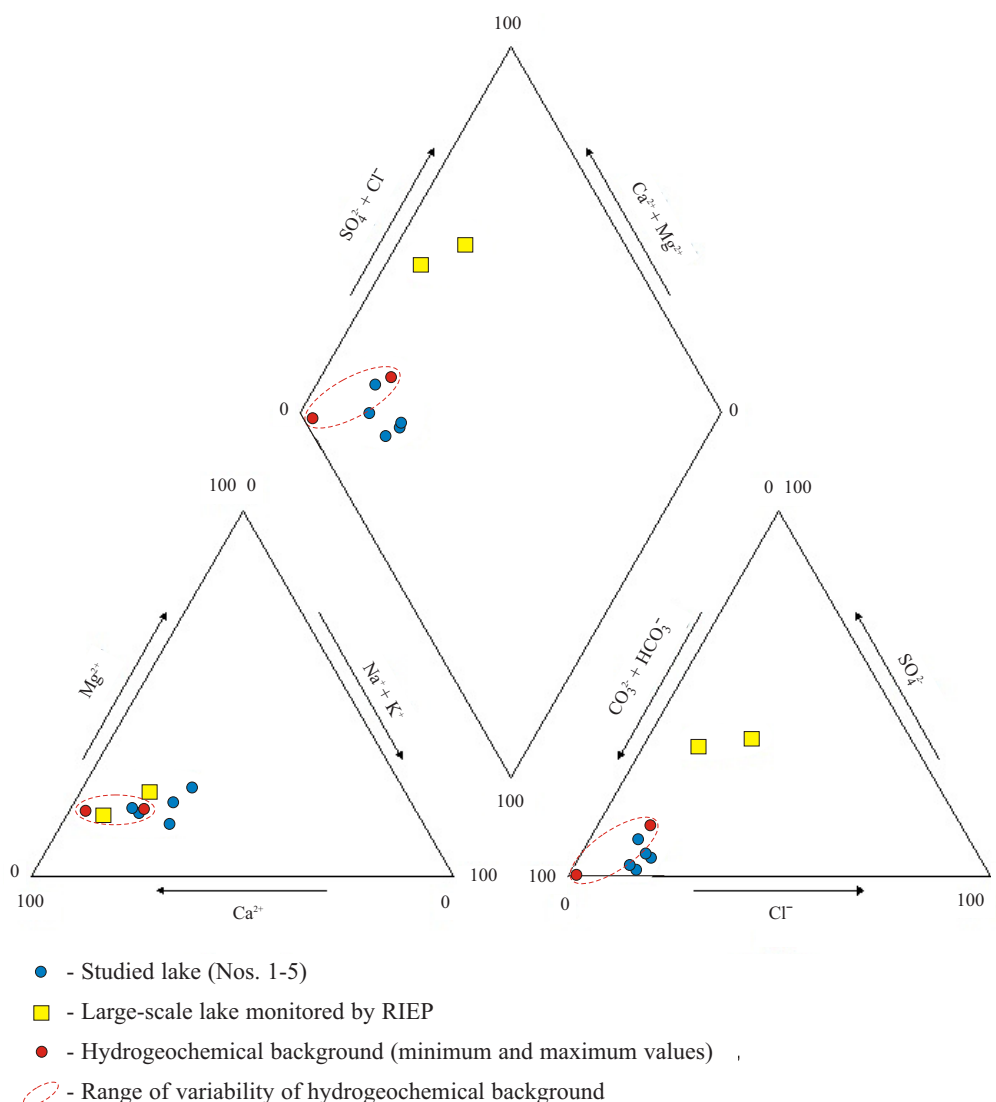 100
SO₄²⁻ + Cl⁻
Ca²⁺ + Mg²⁺
0
0
100 0
0 100
Mg²⁺
Na⁺ + K⁺
CO₃²⁻ + HCO₃⁻
SO₄²⁻
100
0
100
100
100
0
0
100
Ca²⁺
Cl⁻
- Studied lake (Nos. 1-5)
- Large-scale lake monitored by RIEP
- Hydrogeochemical background (minimum and maximum values) ,
- Range of variability of hydrogeochemical background